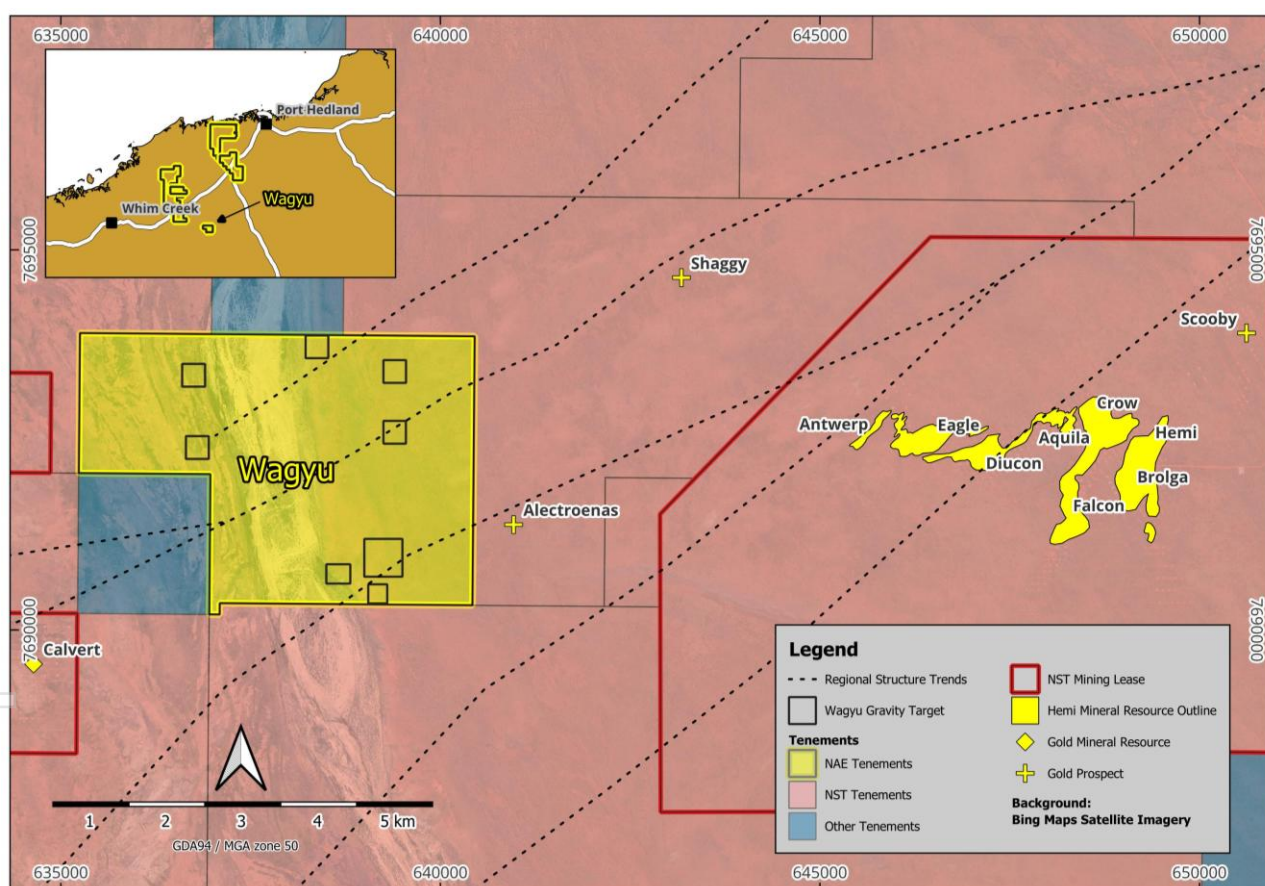 635000
640000
645000
650000
Port Hedland
Whim Creek
Wagyu
7695000
7695000
Shaggy
Scooby
Antwerp
Eagle
Crow
Aquila
Hemi
Diucon
Brolga
Falcon
Wagyu
Alectroenas
Calvert
7690000
7690000
Legend
Regional Structure Trends
Wagyu Gravity Target
Tenements
NAE Tenements
NST Tenements
Other Tenements
NST Mining Lease
Hemi Mineral Resource Outline
Gold Mineral Resource
Gold Prospect
Background:
Bing Maps Satellite Imagery
1 2 3 4 5 km
GDA94 / MGA zone 50
635000
640000
645000
650000